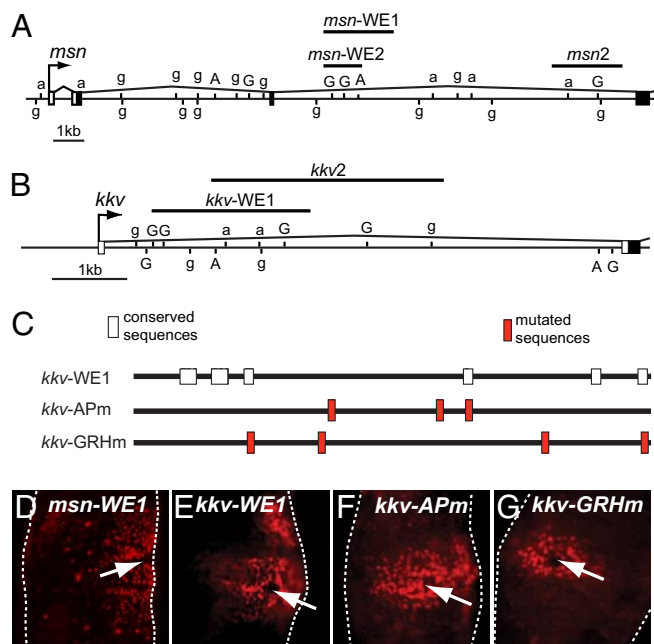 A
msn-WE1
msn
msn-WE2
msn2
a a g g g A g G g G G A a g a a G
g g g g g g g g
1kb
B
kkv2
kkv
kkv-WE1
g G G a a G G g
G g A g A G
1kb
C
conserved sequences
mutated sequences
kkv-WE1
kkv-APm
kkv-GRHm
D msn-WE1
E kkv-WE1
F kkv-APm
G kkv-GRHm